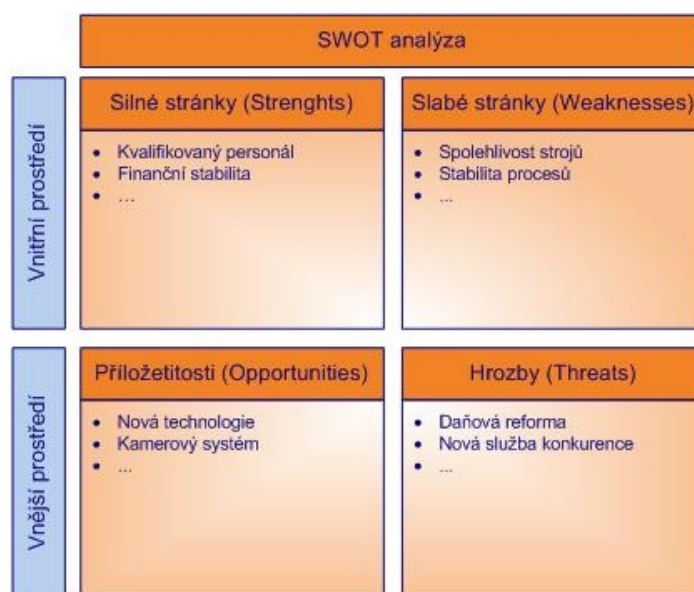 SWOT analýza
Vnitřní prostředí
Silné stránky (Strenghts)
• Kvalifikovaný personál
• Finanční stabilita
• ...
Slabé stránky (Weaknesses)
• Spolehlivost strojů
• Stabilita procesů
• ...
Vnější prostředí
Příložetitosti (Opportunities)
• Nová technologie
• Kamerový systém
• ...
Hrozby (Threats)
• Daňová reforma
• Nová služba konkurence
• ...